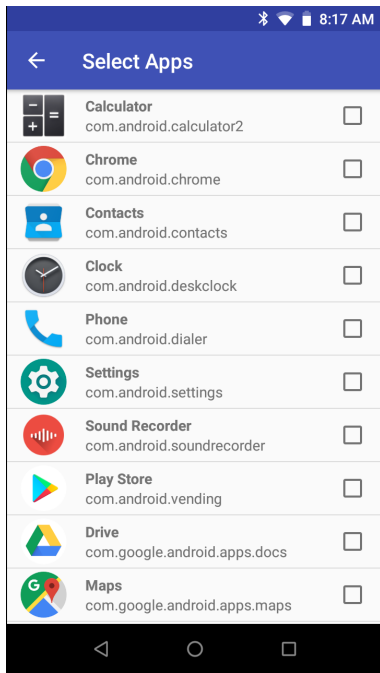 8:17 AM
Select Apps
Calculator
com.android.calculator2
Chrome
com.android.chrome
Contacts
com.android.contacts
Clock
com.android.deskclock
Phone
com.android.dialer
Settings
com.android.settings
Sound Recorder
com.android.soundrecorder
Play Store
com.android.vending
Drive
com.google.android.apps.docs
G
Maps
com.google.android.apps.maps